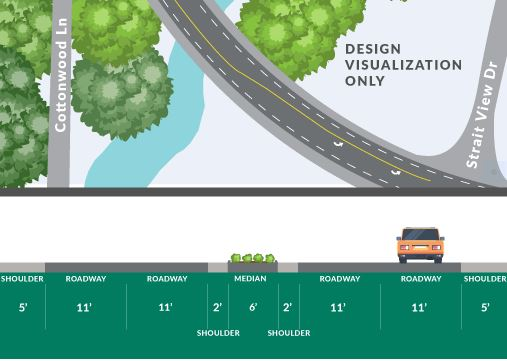 Cottonwood Ln
DESIGN
VISUALIZATION
ONLY
Strait View Dr
SHOULDER ROADWAY ROADWAY MEDIAN ROADWAY ROADWAY SHOULDER
5' 11' 11' 2' 6' 2' 11' 11' 5'
SHOULDER SHOULDER